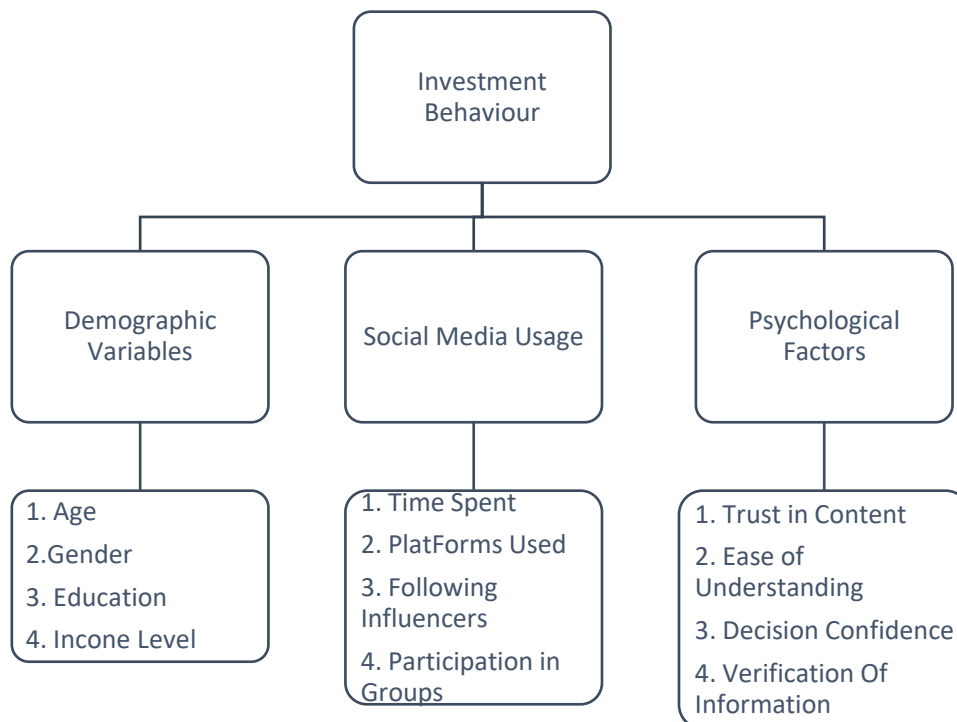 Investment
Behaviour
Demographic
Variables
Social Media Usage
Psychological
Factors
1. Age
2.Gender
3. Education
4. Incone Level
1. Time Spent
2. PlatForms Used
3. Following
Influencers
4. Participation in
Groups
1. Trust in Content
2. Ease of
Understanding
3. Decision Confidence
4. Verification Of
Information